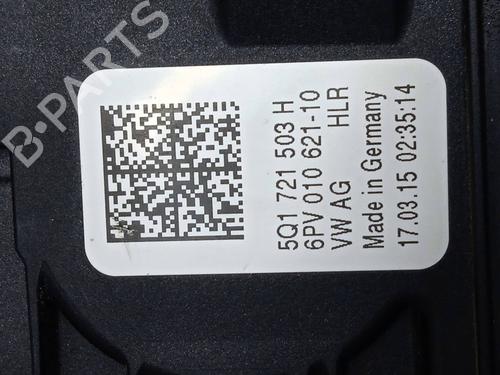 B-PARTS
5Q1 721 503 H
6PV 010 621-10
VW AG HLR
Made in Germany
17.03.15 02:35:14